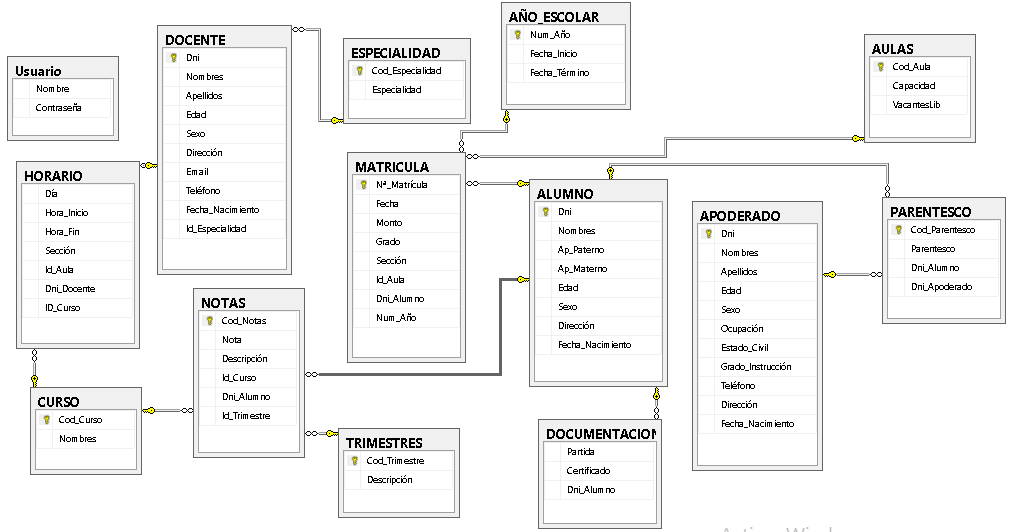 Usuario
Nombre
Contraseña
DOCENTE
Dni
Nombres
Apellidos
Edad
Sexo
Dirección
Email
Teléfono
Fecha_Nacimiento
Id_Especialidad
ESPECIALIDAD
Cod_Especialidad
Especialidad
AÑO_ESCOLAR
Num_Año
Fecha_Inicio
Fecha_Término
AULAS
Cod_Aula
Capacidad
VacantesLib
HORARIO
Día
Hora_Inicio
Hora_Fin
Sección
Id_Aula
Dni_Docente
ID_Curso
MATRICULA
Nª_Matrícula
Fecha
Monto
Grado
Sección
Id_Aula
Dni_Alumno
Num_Año
ALUMNO
Dni
Nombres
Ap_Paterno
Ap_Materno
Edad
Sexo
Dirección
Fecha_Nacimiento
APODERADO
Dni
Nombres
Apellidos
Edad
Sexo
Ocupación
Estado_Civil
Grado_Instrucción
Teléfono
Dirección
Fecha_Nacimiento
PARENTESCO
Cod_Parentesco
Parentesco
Dni_Alumno
Dni_Apoderado
NOTAS
Cod_Notas
Nota
Descripción
Id_Curso
Dni_Alumno
Id_Trimestre
CURSO
Cod_Curso
Nombres
TRIMESTRES
Cod_Trimestre
Descripción
DOCUMENTACION
Partida
Certificado
Dni_Alumno